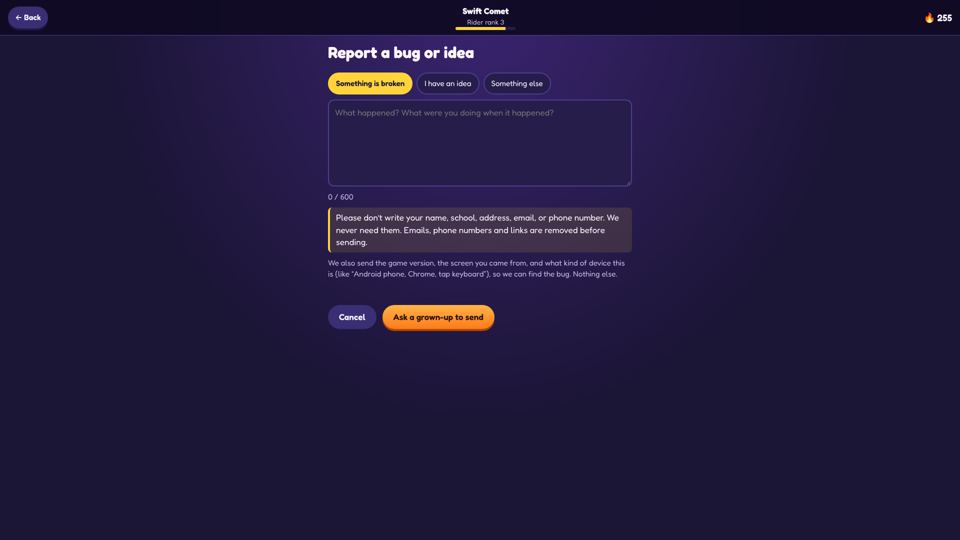 ← Back
Swift Comet
Rider rank 3
🔥 255
Report a bug or idea
Something is broken
I have an idea
Something else
What happened? What were you doing when it happened?
0 / 600
Please don't write your name, school, address, email, or phone number. We
never need them. Emails, phone numbers and links are removed before
sending.
We also send the game version, the screen you came from, and what kind of device this
is (like "Android phone, Chrome, tap keyboard"), so we can find the bug. Nothing else.
Cancel
Ask a grown-up to send